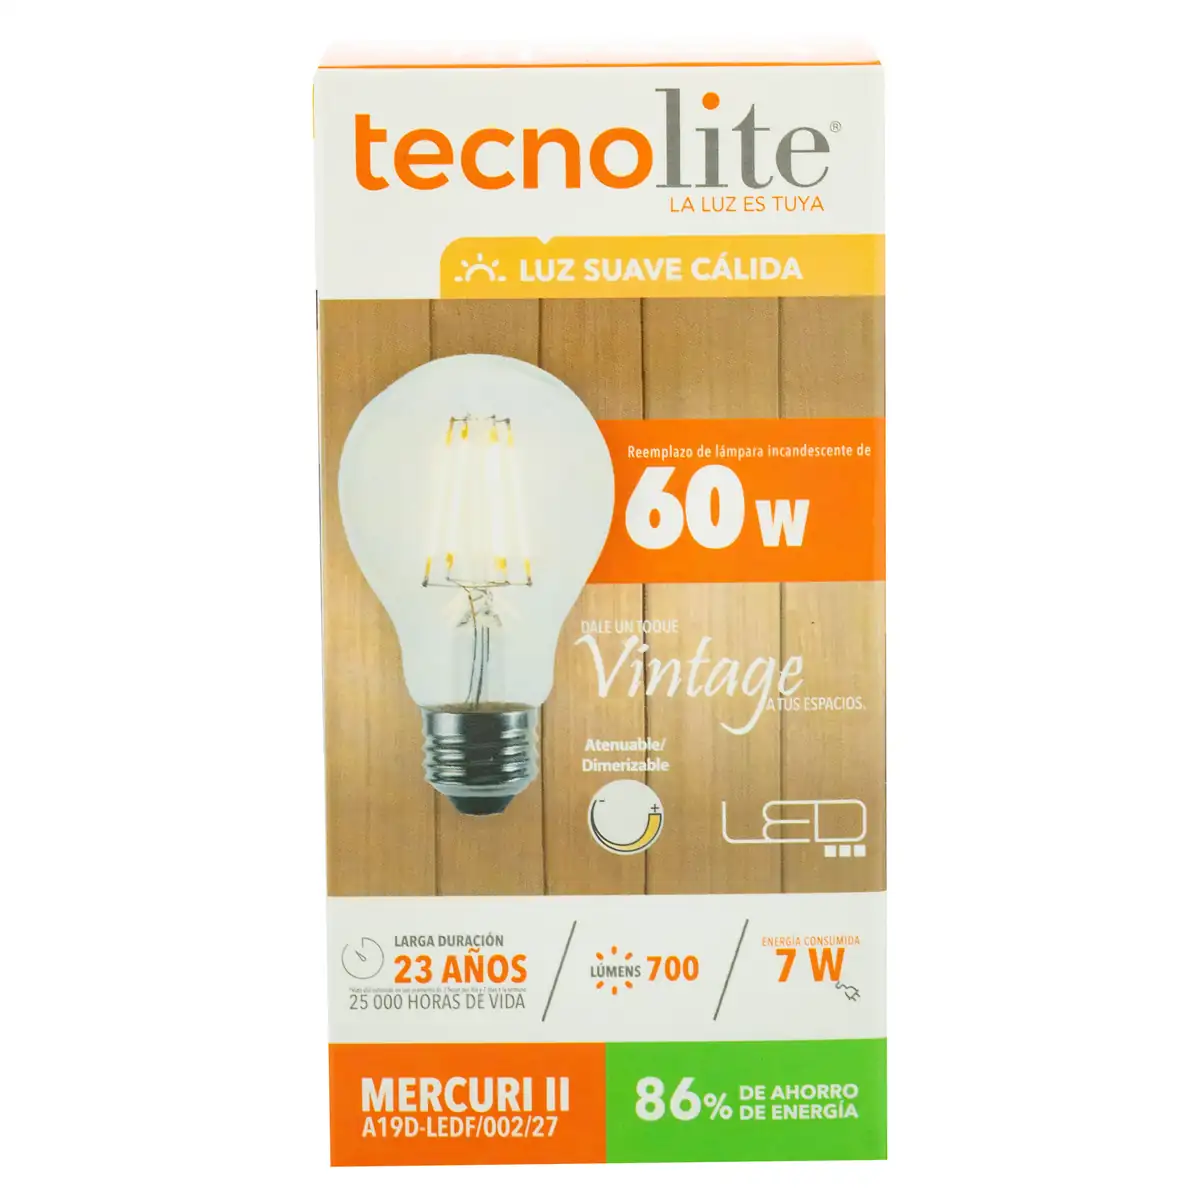 tecnolite®
LA LUZ ES TUYA
LUZ SUAVE CÁLIDA
Reemplazo de lámpara incandescente de
60 W
DALE UN TOQUE
Vintage
A TUS ESPACIOS.
Atenuable/
Dimerizable
- +
LED
LARGA DURACIÓN
23 AÑOS
25 000 HORAS DE VIDA
LÚMENS 700
ENERGÍA CONSUMIDA
7 W
MERCURI II
A19D-LEDF/002/27
86% DE AHORRO
DE ENERGÍA